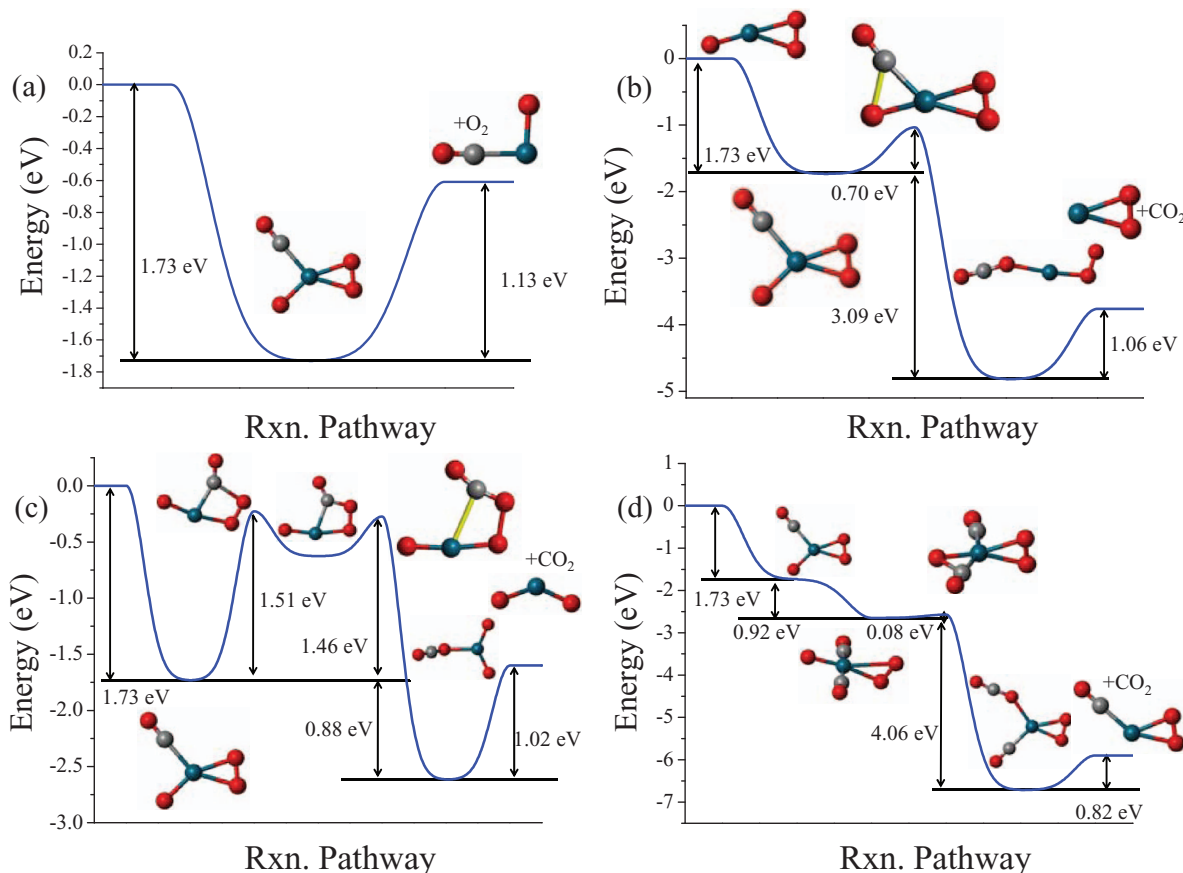 (a)
Energy (eV)
0.2
0.0
-0.2
-0.4
-0.6
-0.8
-1.0
-1.2
-1.4
-1.6
-1.8
1.73 eV
+O2
1.13 eV
Rxn. Pathway
(b)
Energy (eV)
0
-1
-2
-3
-4
-5
1.73 eV
0.70 eV
3.09 eV
+CO2
1.06 eV
Rxn. Pathway
(c)
Energy (eV)
0.0
-0.5
-1.0
-1.5
-2.0
-2.5
-3.0
1.73 eV
1.51 eV
1.46 eV
0.88 eV
+CO2
1.02 eV
Rxn. Pathway
(d)
Energy (eV)
1
0
-1
-2
-3
-4
-5
-6
-7
1.73 eV
0.92 eV
0.08 eV
4.06 eV
+CO2
0.82 eV
Rxn. Pathway